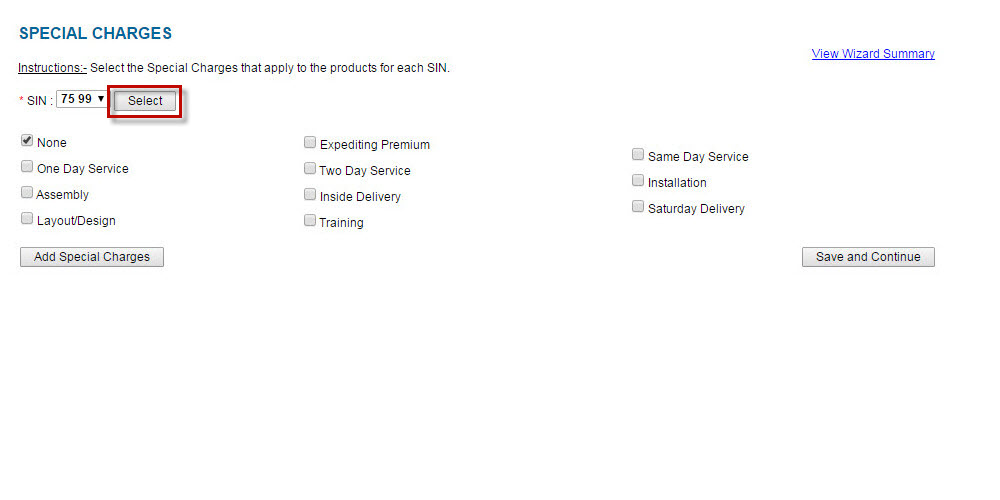 SPECIAL CHARGES
View Wizard Summary
Instructions:- Select the Special Charges that apply to the products for each SIN.
* SIN : 75 99 Select
None
Expediting Premium
Same Day Service
One Day Service
Two Day Service
Installation
Assembly
Inside Delivery
Saturday Delivery
Layout/Design
Training
Add Special Charges
Save and Continue